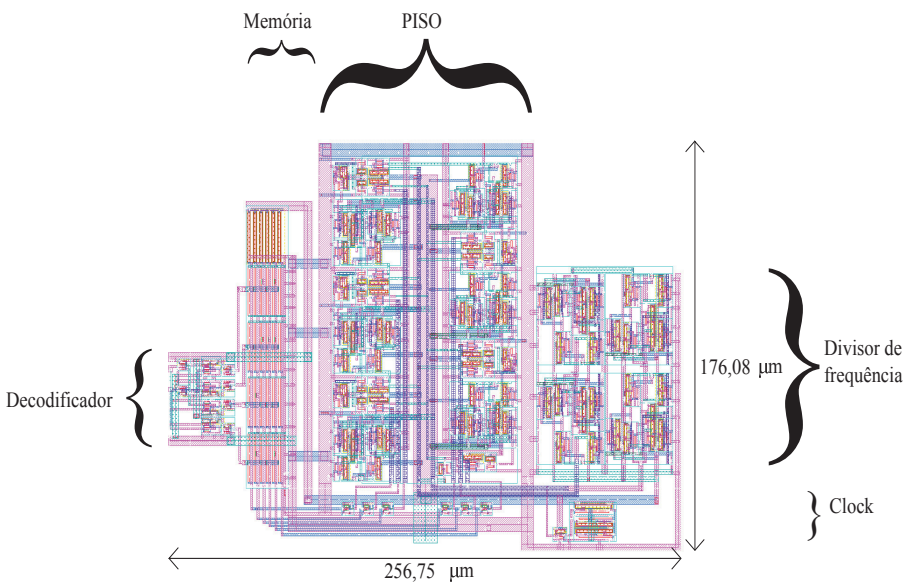 Memória
PISO
Decodificador
176,08 μm
Divisor de
frequência
Clock
256,75 μm